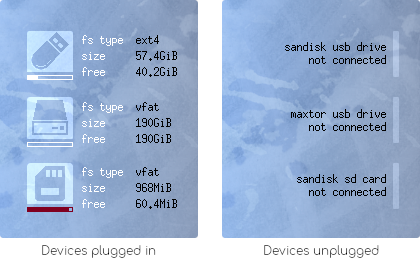 fs type ext4
size 57.4GiB
free 40.2GiB
fs type vfat
size 190GiB
free 190GiB
fs type vfat
size 968MiB
free 60.4MiB
Devices plugged in
sandisk usb drive
not connected
maxtor usb drive
not connected
sandisk sd card
not connected
Devices unplugged